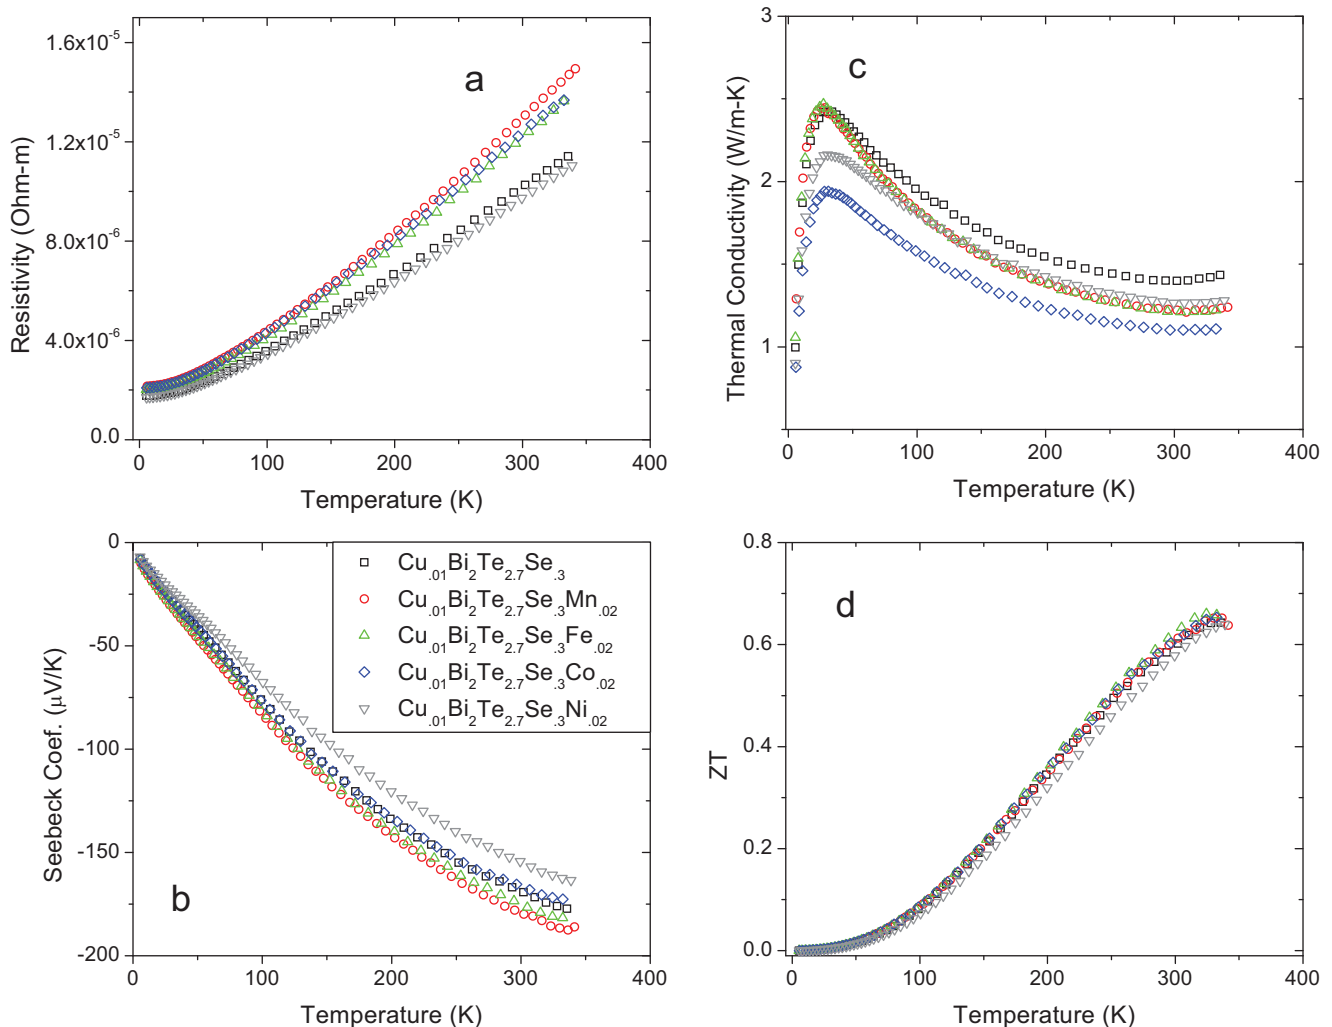 a
1.6x10⁻⁵
1.2x10⁻⁵
8.0x10⁻⁶
4.0x10⁻⁶
0.0
Resistivity (Ohm-m)
0 100 200 300 400
Temperature (K)
c
3
2
1
Thermal Conductivity (W/m-K)
0 100 200 300 400
Temperature (K)
b
0
-50
-100
-150
-200
Seebeck Coef. (μV/K)
Cu.₀₁Bi₂Te₂.₇Se.₃
Cu.₀₁Bi₂Te₂.₇Se.₃Mn.₀₂
Cu.₀₁Bi₂Te₂.₇Se.₃Fe.₀₂
Cu.₀₁Bi₂Te₂.₇Se.₃Co.₀₂
Cu.₀₁Bi₂Te₂.₇Se.₃Ni.₀₂
0 100 200 300 400
Temperature (K)
d
0.8
0.6
0.4
0.2
0.0
ZT
0 100 200 300 400
Temperature (K)